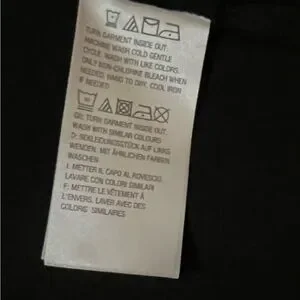 TURN GARMENT INSIDE OUT.
MACHINE WASH COLD GENTLE
CYCLE. WASH WITH LIKE COLORS.
ONLY NON-CHLORINE BLEACH WHEN
NEEDED. HANG TO DRY. COOL IRON
IF NEEDED
GB: TURN GARMENT INSIDE OUT.
WASH WITH SIMILAR COLOURS
D: BEKLEIDUNGSSTÜCK AUF LINKS
WENDEN. MIT ÄHNLICHEN FARBEN
WASCHEN
I: METTER IL CAPO AL ROVESCIO.
LAVARE CON COLORI SIMILARI
F: METTRE LE VÊTEMENT À
L'ENVERS. LAVER AVEC DES
COLORIS SIMILAIRES